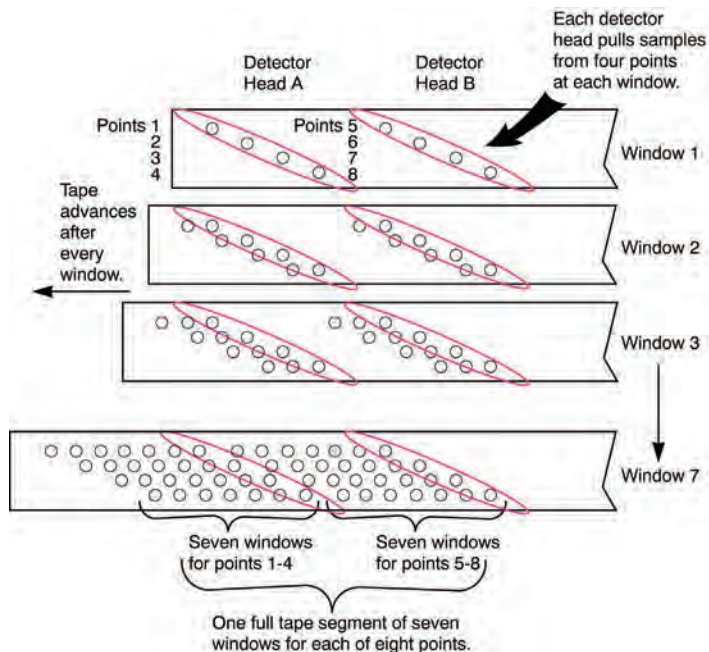 Each detector
head pulls samples
from four points
at each window.
Detector
Head A
Detector
Head B
Points 1
2
3
4
Points 5
6
7
8
Window 1
Tape
advances
after
every
window.
Window 2
Window 3
Window 7
Seven windows
for points 1-4
Seven windows
for points 5-8
One full tape segment of seven
windows for each of eight points.